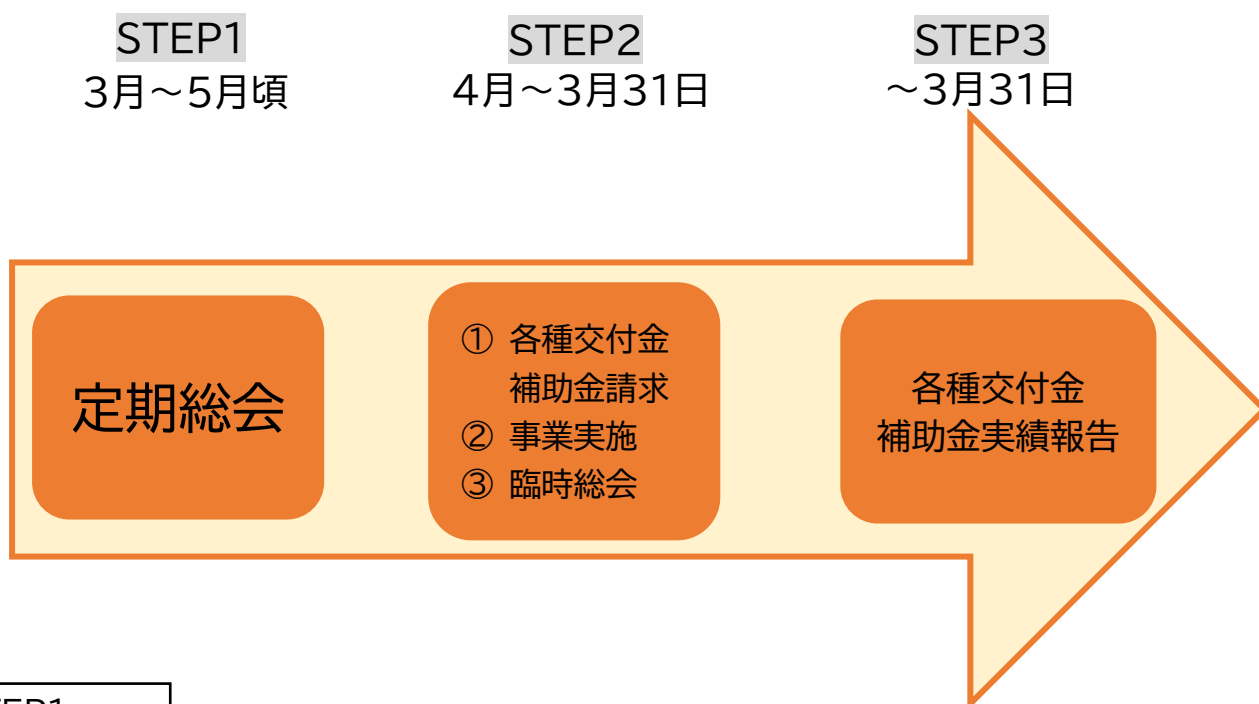 STEP1
3月～5月頃
STEP2
4月～3月31日
STEP3
～3月31日
定期総会
① 各種交付金
補助金請求
② 事業実施
③ 臨時総会
各種交付金
補助金実績報告